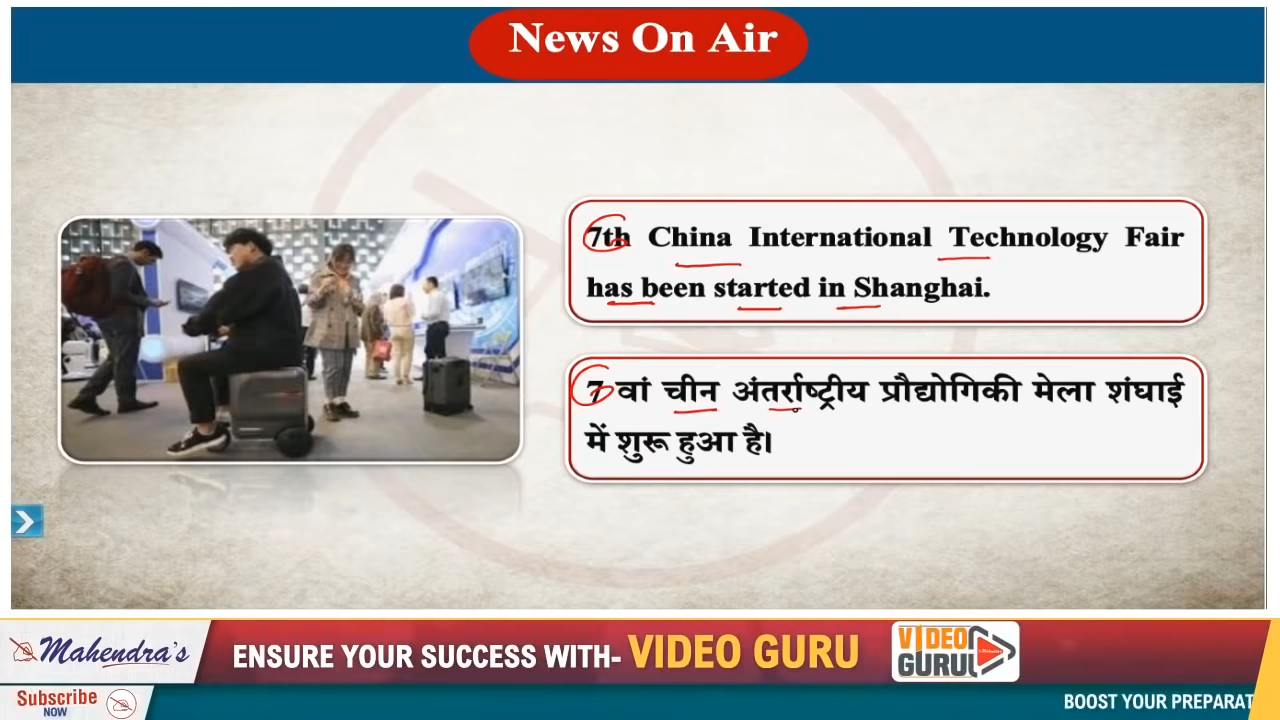 News On Air
7th China International Technology Fair
has been started in Shanghai.
7 वां चीन अंतर्राष्ट्रीय प्रौद्योगिकी मेला शंघाई
में शुरू हुआ है।
Mahendra's
ENSURE YOUR SUCCESS WITH- VIDEO GURU
VIDEO
GURU
Subscribe
NOW
BOOST YOUR PREPARAT